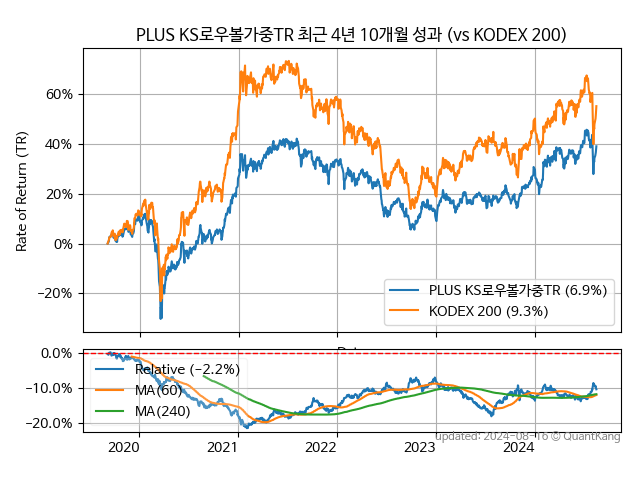 PLUS KS로우볼가중TR 최근 4년 10개월 성과 (vs KODEX 200)
Rate of Return (TR)
60%
40%
20%
0%
−20%
PLUS KS로우볼가중TR (6.9%)
KODEX 200 (9.3%)
0.0%
−10.0%
−20.0%
Relative (−2.2%)
MA(60)
MA(240)
2020
2021
2022
2023
2024
updated: 2024-08-16 © QuantKang